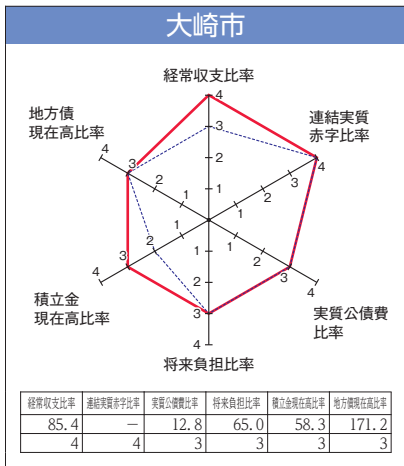 大崎市
経常収支比率
4
3
2
1
連結実質
赤字比率
1
2
3
4
実質公債費
比率
1
2
3
4
将来負担比率
1
2
3
4
積立金
現在高比率
1
2
3
4
地方債
現在高比率
1
2
3
4
経常収支比率 連結実質赤字比率 実質公債費比率 将来負担比率 積立金現在高比率 地方債現在高比率
85.4 － 12.8 65.0 58.3 171.2
4 4 3 3 3 3